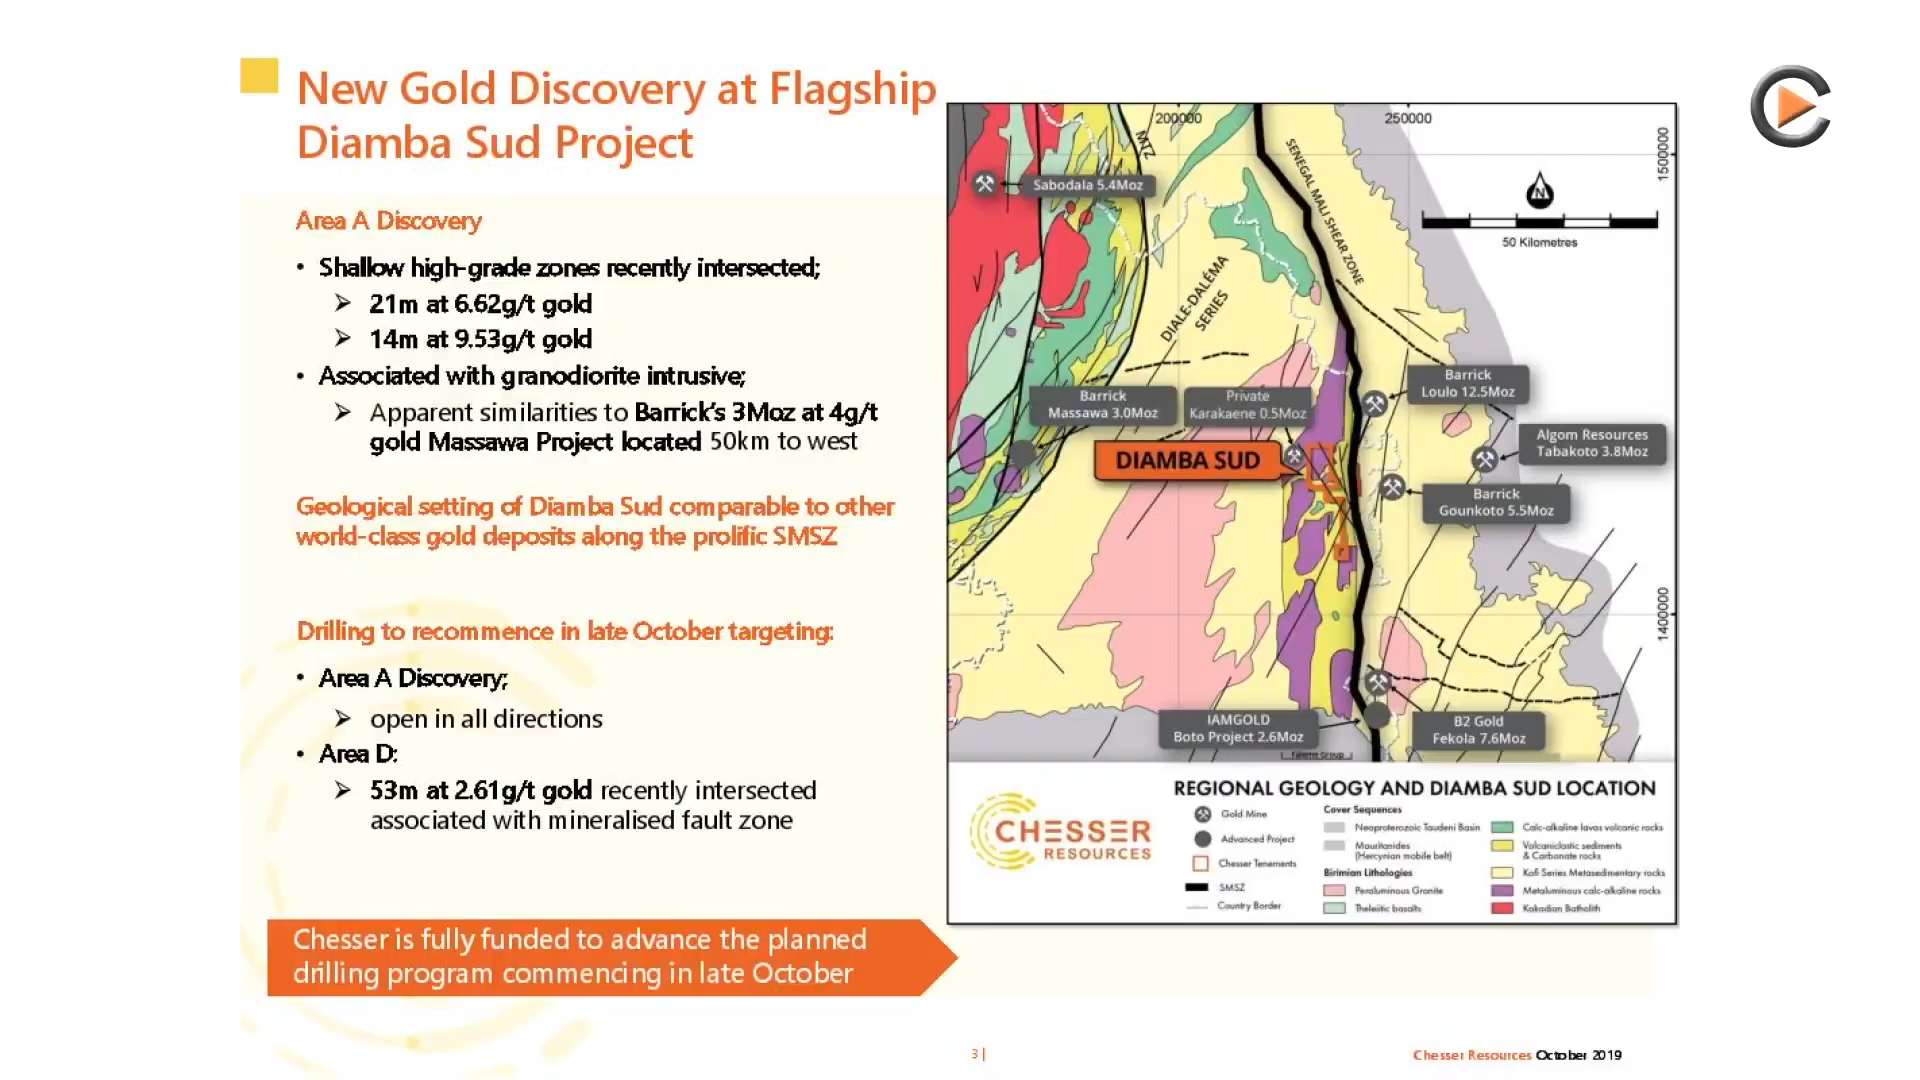 New Gold Discovery at Flagship
Diamba Sud Project
Area A Discovery
• Shallow high-grade zones recently intersected;
➢ 21m at 6.62g/t gold
➢ 14m at 9.53g/t gold
• Associated with granodiorite intrusive;
➢ Apparent similarities to Barrick's 3Moz at 4g/t
gold Massawa Project located 50km to west
Geological setting of Diamba Sud comparable to other
world-class gold deposits along the prolific SMSZ
Drilling to recommence in late October targeting:
• Area A Discovery;
➢ open in all directions
• Area D:
➢ 53m at 2.61g/t gold recently intersected
associated with mineralised fault zone
Chesser is fully funded to advance the planned
drilling program commencing in late October
200000
250000
1500000
1400000
MTZ
SENEGAL MALI SHEAR ZONE
N
50 Kilometres
Sabodala 5.4Moz
DIALE-DALÉMA
SERIES
Barrick
Massawa 3.0Moz
Private
Karakaene 0.5Moz
Barrick
Loulo 12.5Moz
Algom Resources
Tabakoto 3.8Moz
DIAMBA SUD
Barrick
Gounkoto 5.5Moz
IAMGOLD
Boto Project 2.6Moz
B2 Gold
Fekola 7.6Moz
REGIONAL GEOLOGY AND DIAMBA SUD LOCATION
CHESSER
RESOURCES
Gold Mine
Advanced Project
Chesser Tenements
SMSZ
Country Border
Cover Sequences
Neoproterozoic Taudeni Basin
Mauritanides
(Hercynian mobile belt)
Birimian Lithologies
Peraluminous Granite
Theleiitic basalts
Calc-alkaline lavas volcanic rocks
Volcaniclastic sediments
& Carbonate rocks
Kofi Series Metasedimentary rocks
Metaluminous calc-alkaline rocks
Kakadian Batholith
3 |
Chesser Resources October 2019